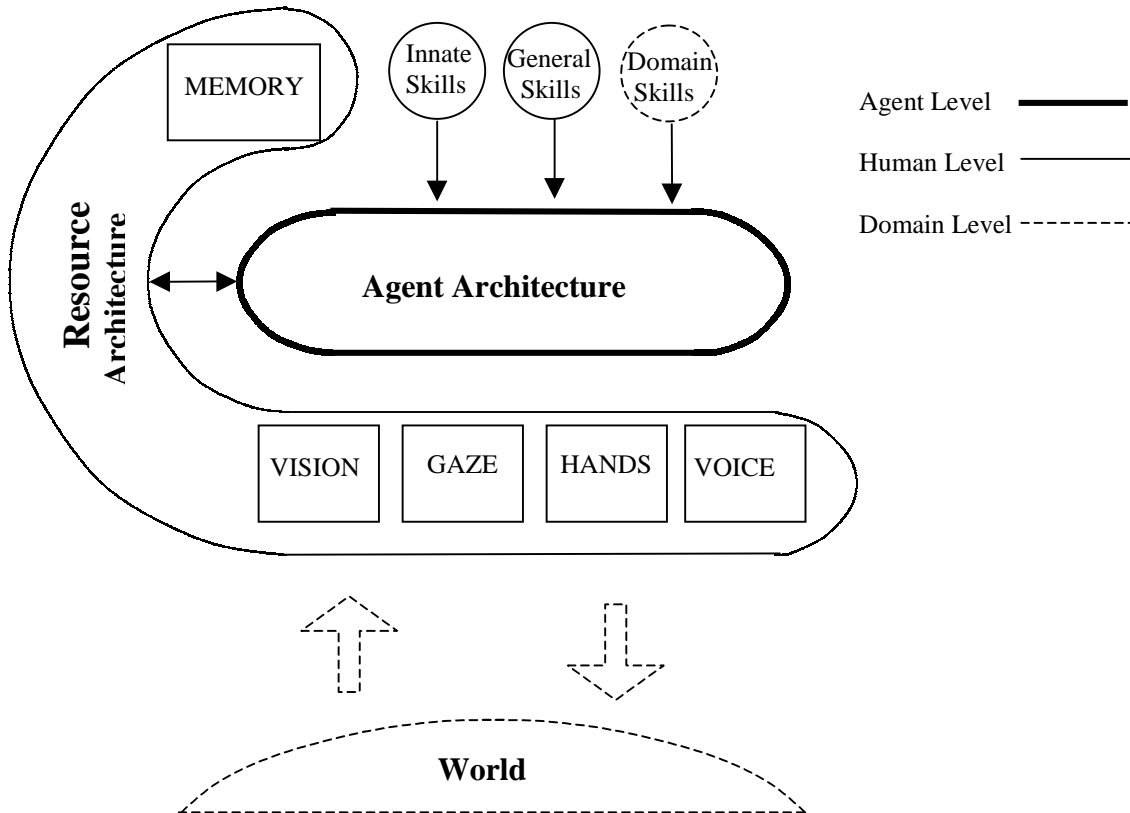 MEMORY
Innate
Skills
General
Skills
Domain
Skills
Agent Level
Human Level
Domain Level
Resource
Architecture
Agent Architecture
VISION
GAZE
HANDS
VOICE
World